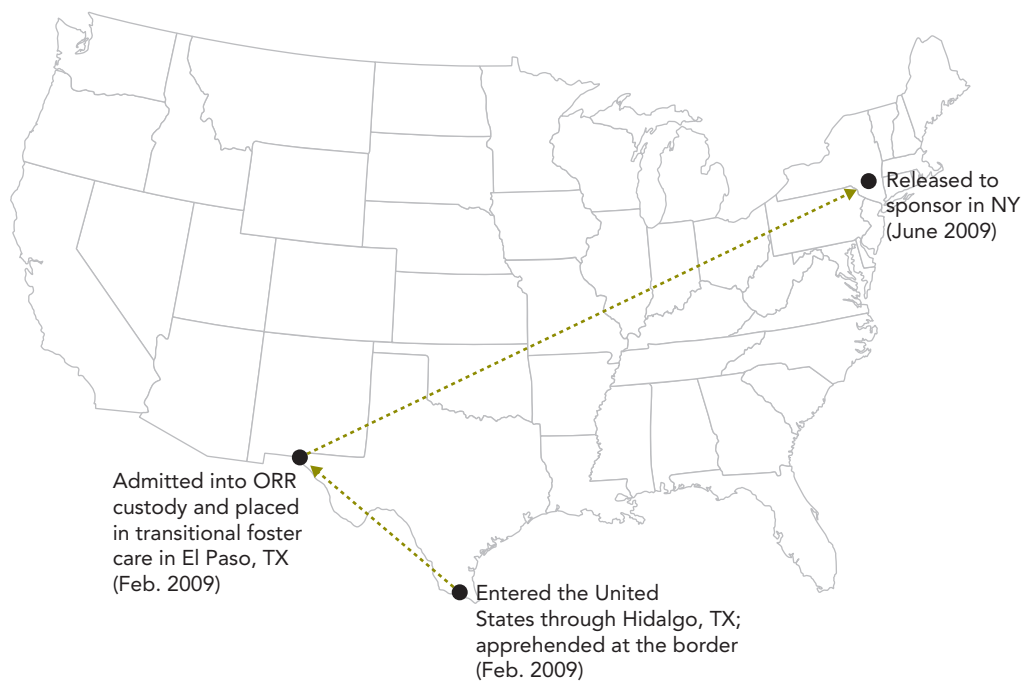 Released to
sponsor in NY
(June 2009)
Admitted into ORR
custody and placed
in transitional foster
care in El Paso, TX
(Feb. 2009)
Entered the United
States through Hidalgo, TX;
apprehended at the border
(Feb. 2009)